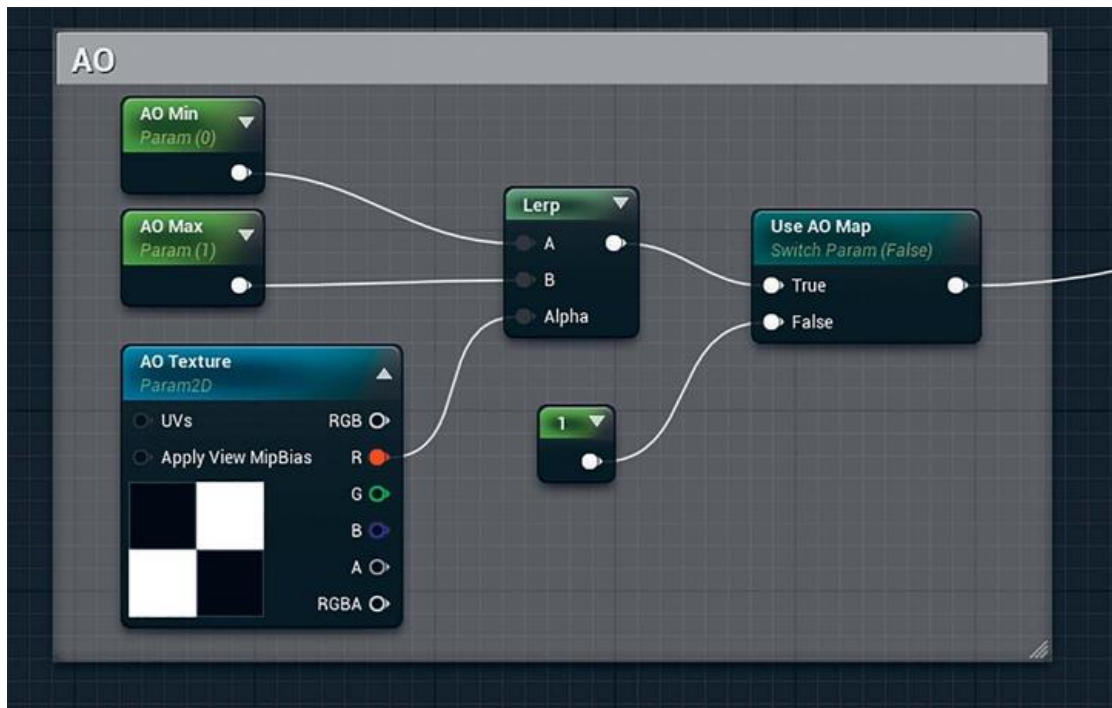 AO
AO Min
Param (0)
AO Max
Param (1)
AO Texture
Param2D
UVs
RGB
Apply View MipBias
R
G
B
A
RGBA
Lerp
A
B
Alpha
1
Use AO Map
Switch Param (False)
True
False